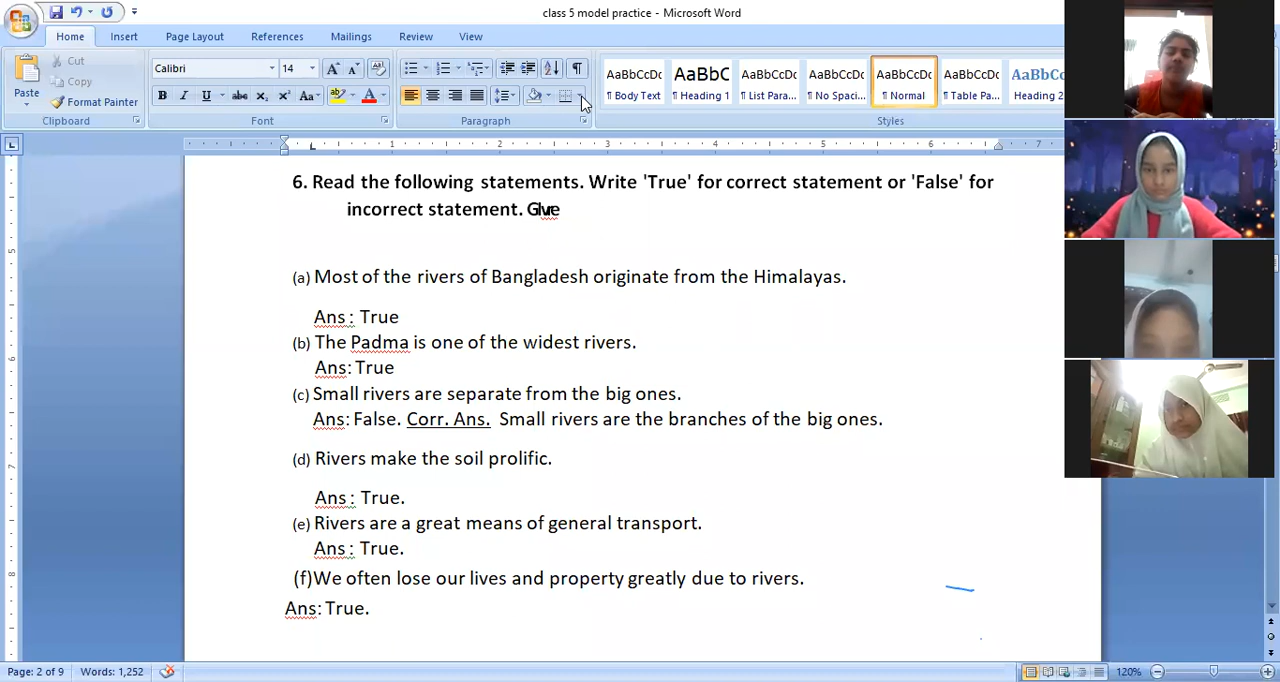 class 5 model practice - Microsoft Word
Home Insert Page Layout References Mailings Review View
Paste
Cut
Copy
Format Painter
Calibri 14
AaBbCcDc AaBbC AaBbCcDc AaBbCcDc AaBbCcDc AaBbCcDc AaBbCc
¶ Body Text ¶ Heading 1 ¶ List Para... ¶ No Spaci... ¶ Normal ¶ Table Pa... Heading 2
Clipboard Font Paragraph Styles
6. Read the following statements. Write 'True' for correct statement or 'False' for
incorrect statement.
(a) Most of the rivers of Bangladesh originate from the Himalayas.
Ans : True
(b) The Padma is one of the widest rivers.
Ans: True
(c) Small rivers are separate from the big ones.
Ans: False. Corr. Ans. Small rivers are the branches of the big ones.
(d) Rivers make the soil prolific.
Ans : True.
(e) Rivers are a great means of general transport.
Ans : True.
(f)We often lose our lives and property greatly due to rivers.
Ans: True.
Page: 2 of 9 Words: 1,252 120%